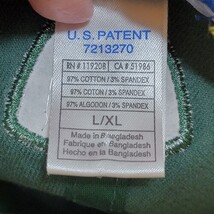 U.S. PATENT
7213270
RN # 119208 CA # 51986
97% COTTON / 3% SPANDEX
97% COTON / 3% SPANDEX
97% ALGODON / 3% SPANDEX
L/XL
Made in Bangladesh
Fabrique en Bangladesh
Hecho en Bangladesh